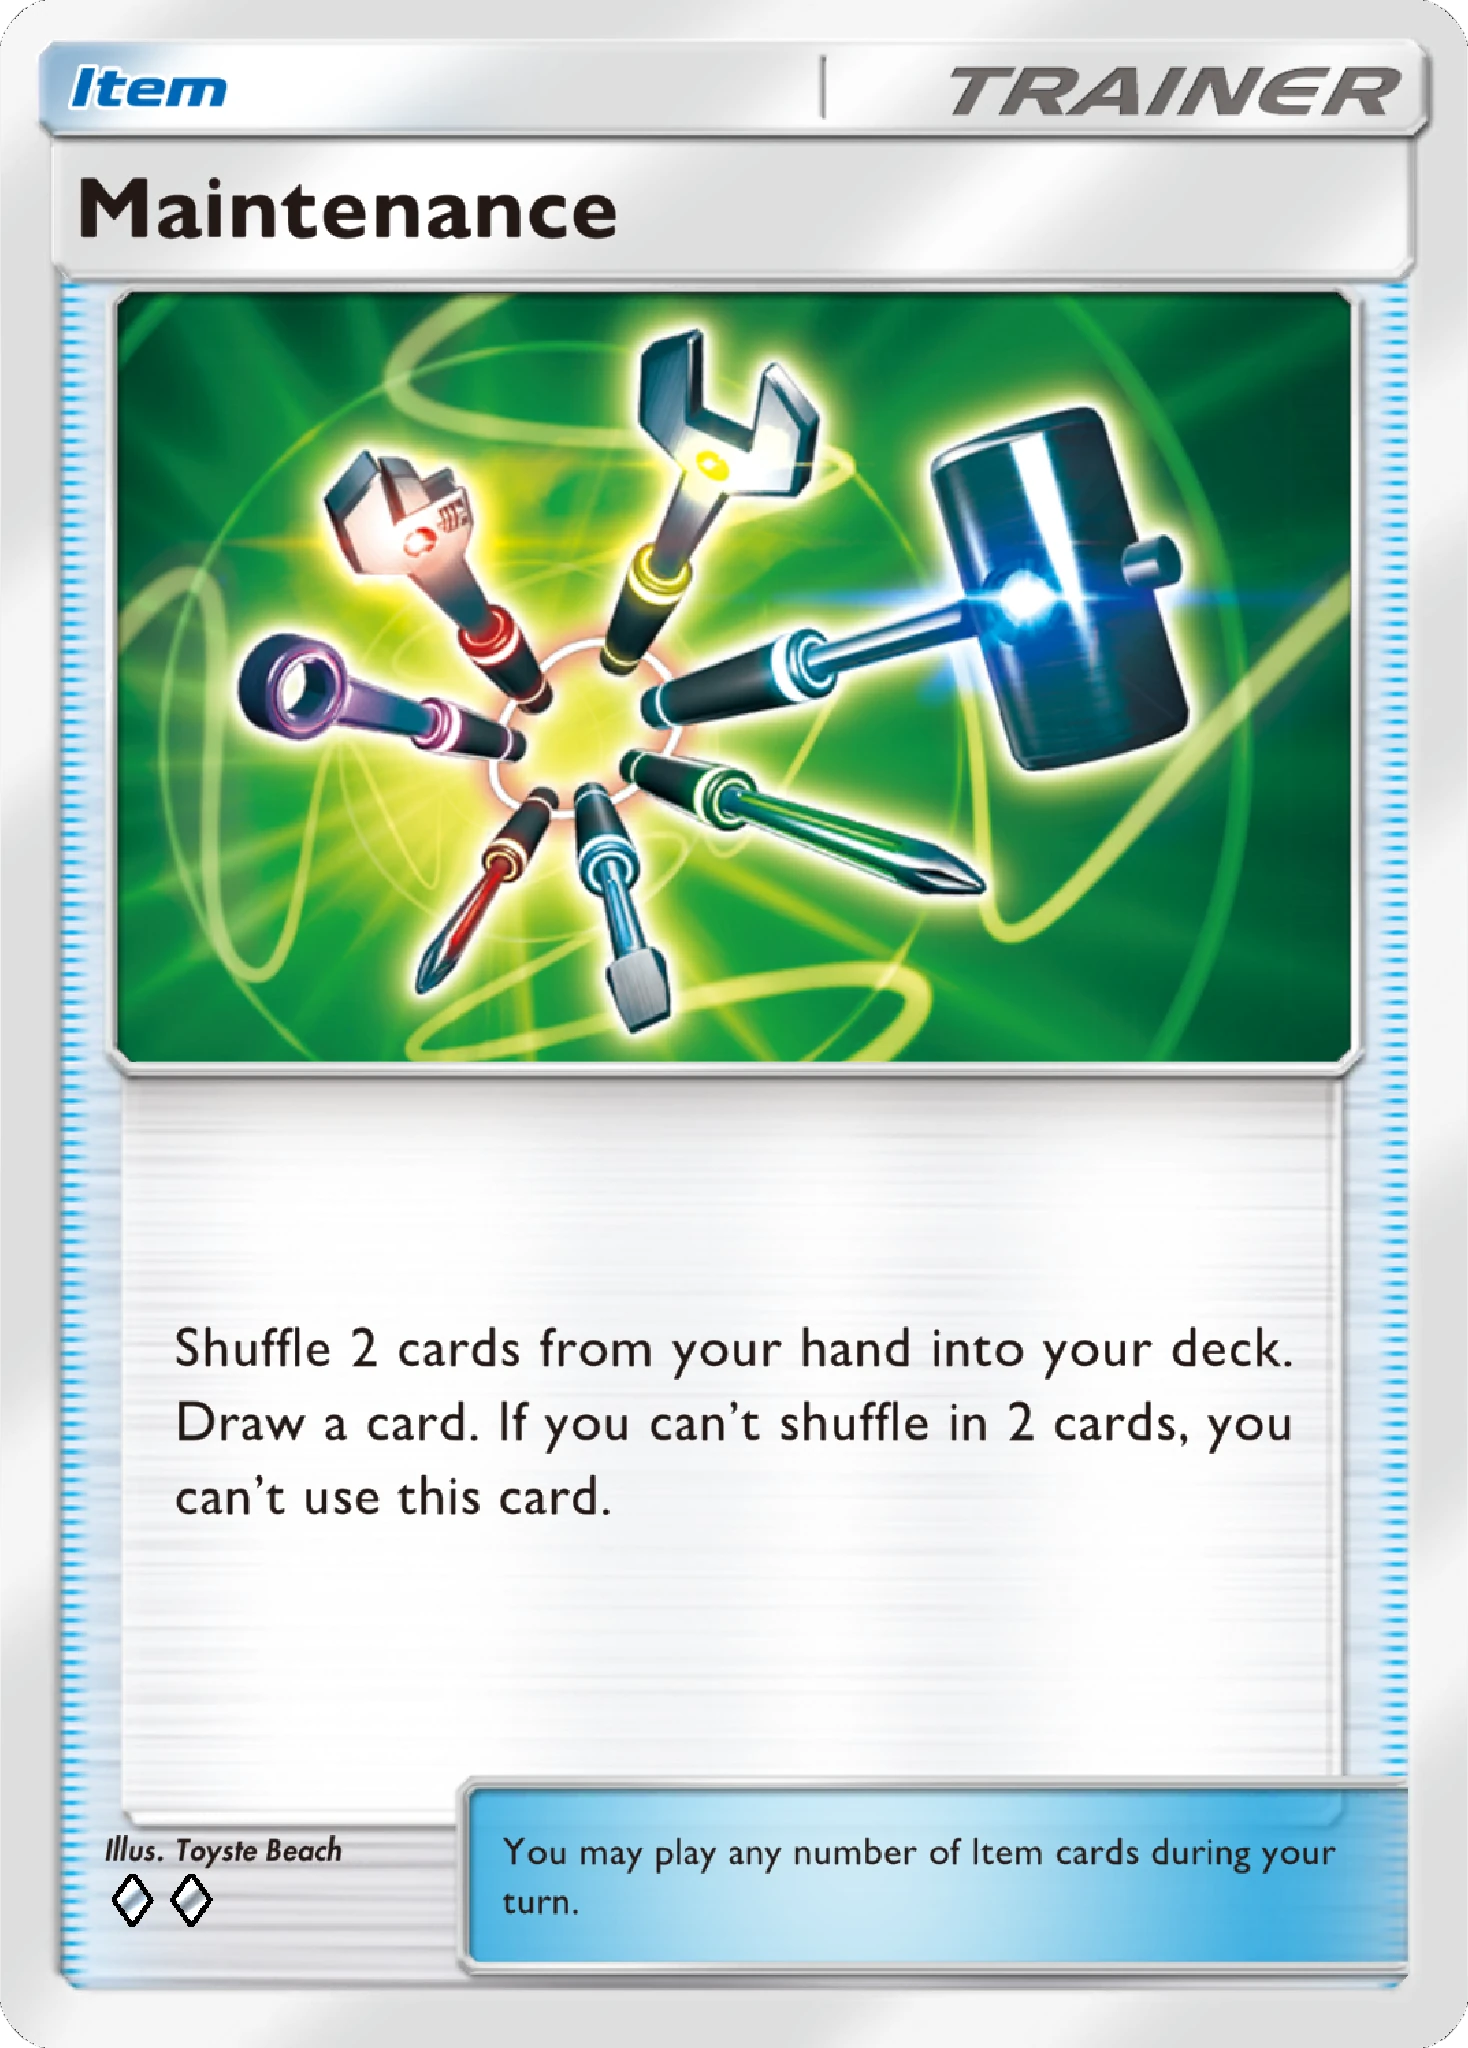 Item
TRAINER
Maintenance
Shuffle 2 cards from your hand into your deck.
Draw a card. If you can’t shuffle in 2 cards, you
can’t use this card.
Illus. Toyste Beach
You may play any number of Item cards during your
turn.